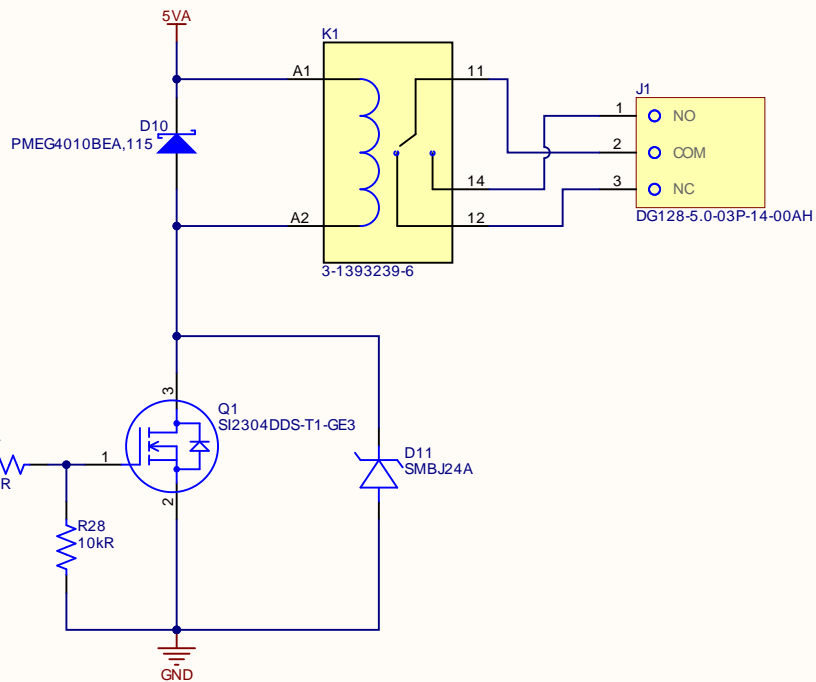 5VA
K1
A1
11
D10
PMEG4010BEA,115
J1
1
NO
2
COM
3
NC
14
A2
12
DG128-5.0-03P-14-00AH
3-1393239-6
3
Q1
SI2304DDS-T1-GE3
1
2
D11
SMBJ24A
R
R28
10kR
GND